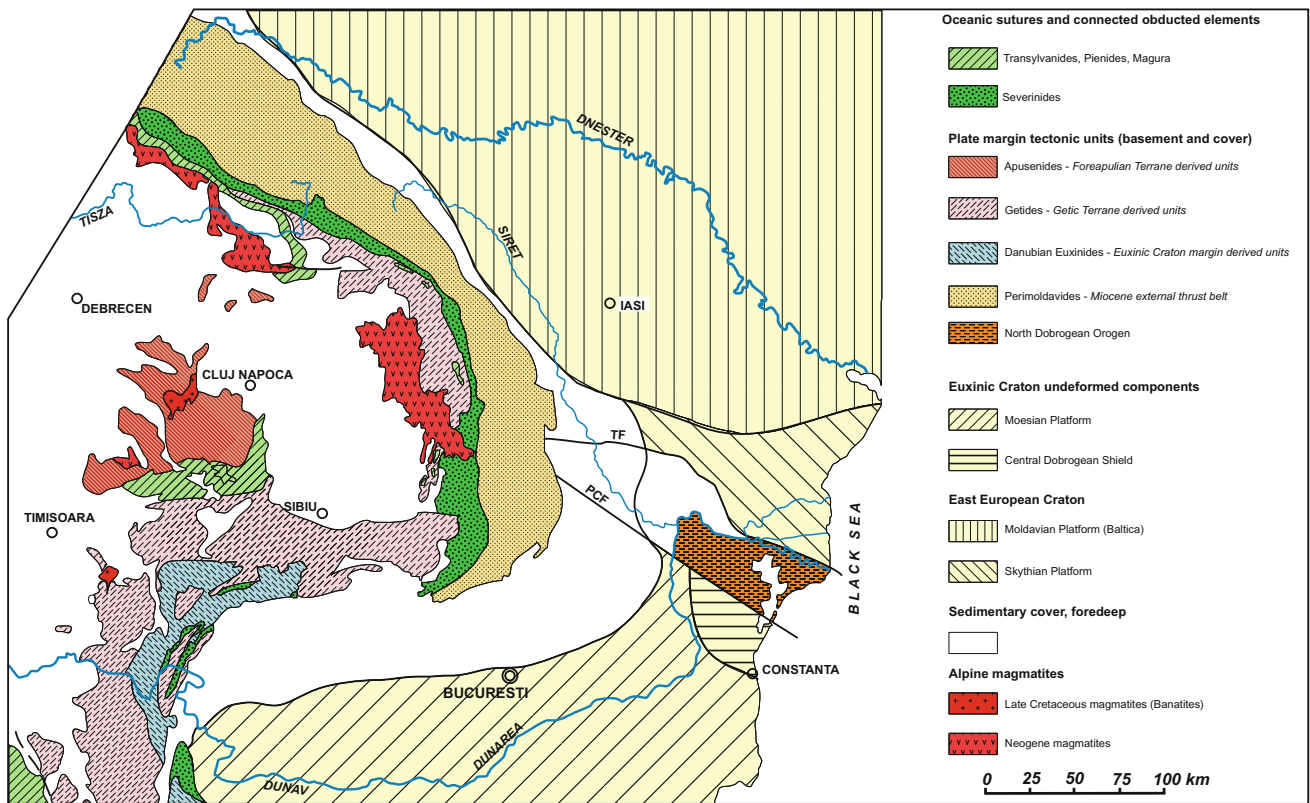 DNESTER
TISZA
SIRET
DEBRECEN
IASI
CLUJ NAPOCA
TF
PCF
SIBIU
TIMISOARA
BLACK SEA
CONSTANTA
BUCURESTI
DUNAREA
DUNAV
Oceanic sutures and connected obducted elements
Transylvanides, Pienides, Magura
Severinides
Plate margin tectonic units (basement and cover)
Apusenides - Foreapulian Terrane derived units
Getides - Getic Terrane derived units
Danubian Euxinides - Euxinic Craton margin derived units
Perimoldavides - Miocene external thrust belt
North Dobrogean Orogen
Euxinic Craton undeformed components
Moesian Platform
Central Dobrogean Shield
East European Craton
Moldavian Platform (Baltica)
Skythian Platform
Sedimentary cover, foredeep
Alpine magmatites
Late Cretaceous magmatites (Banatites)
Neogene magmatites
0 25 50 75 100 km